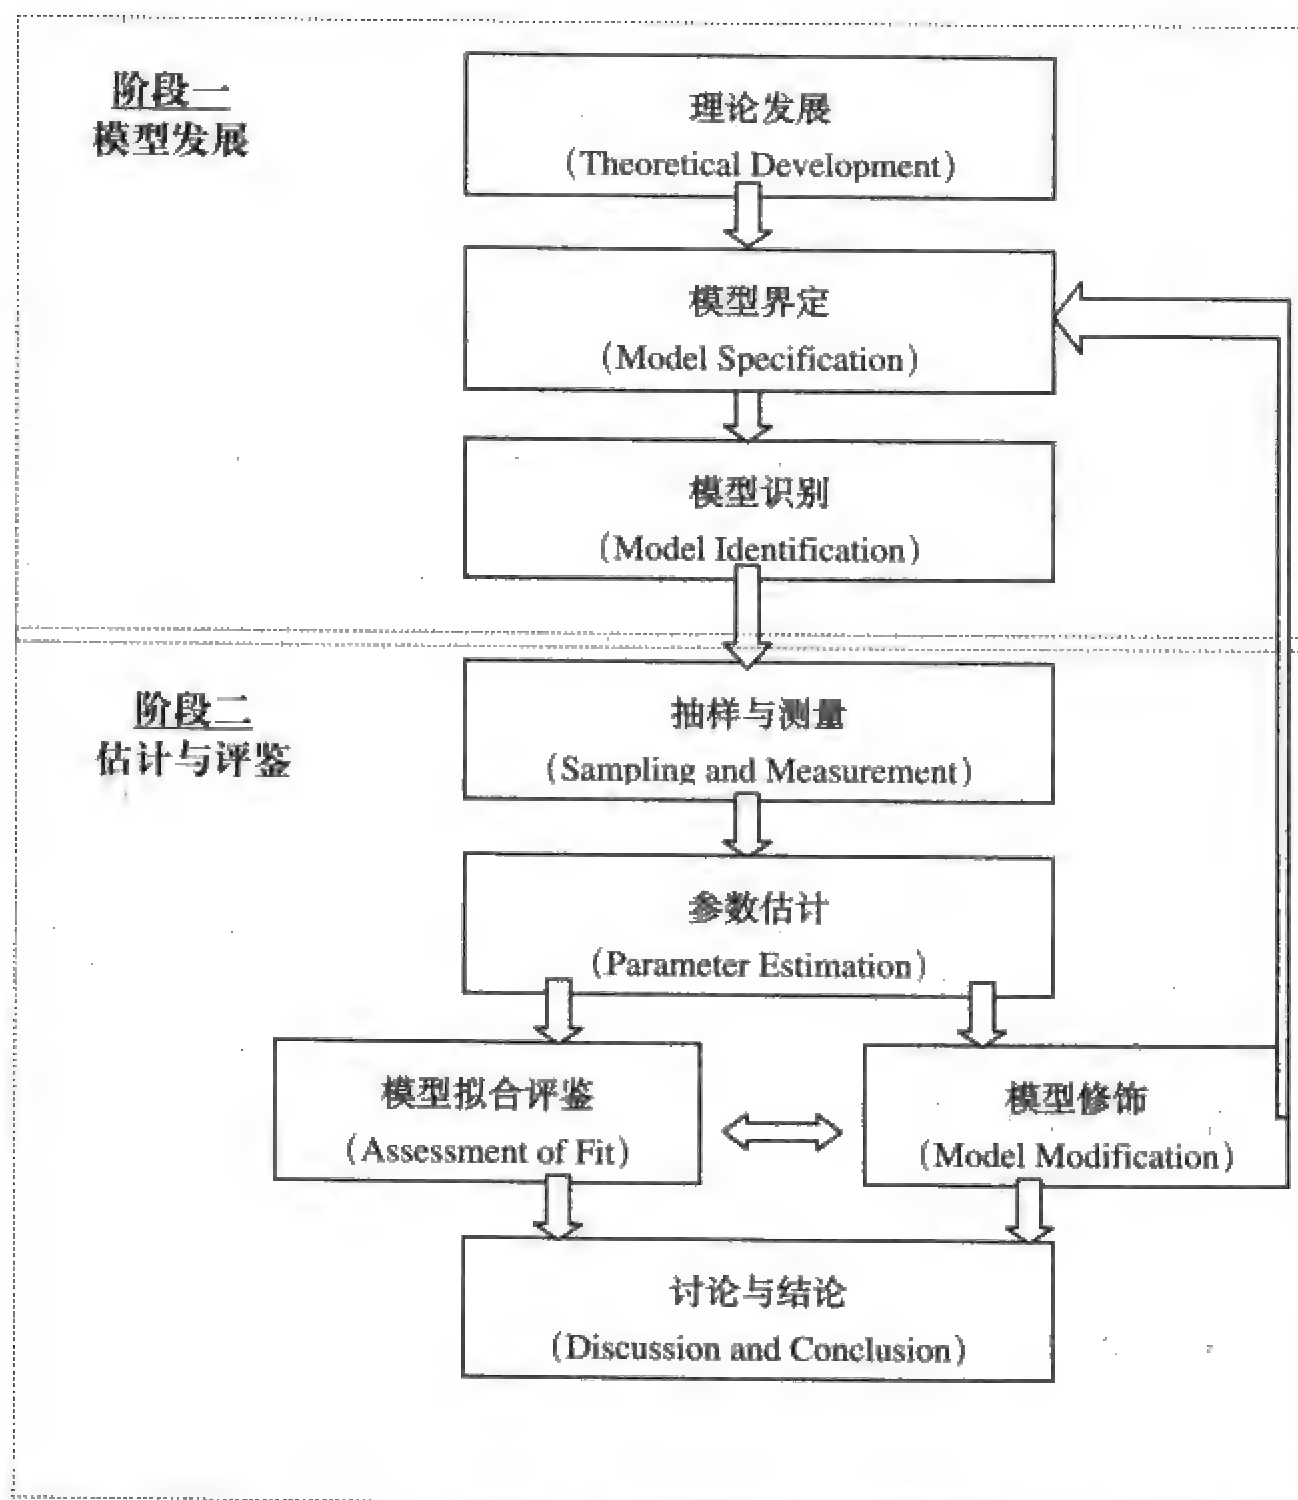 阶段一
模型发展
理论发展
(Theoretical Development)
模型界定
(Model Specification)
模型识别
(Model Identification)
阶段二
估计与评鉴
抽样与测量
(Sampling and Measurement)
参数估计
(Parameter Estimation)
模型拟合评鉴
(Assessment of Fit)
模型修饰
(Model Modification)
讨论与结论
(Discussion and Conclusion)